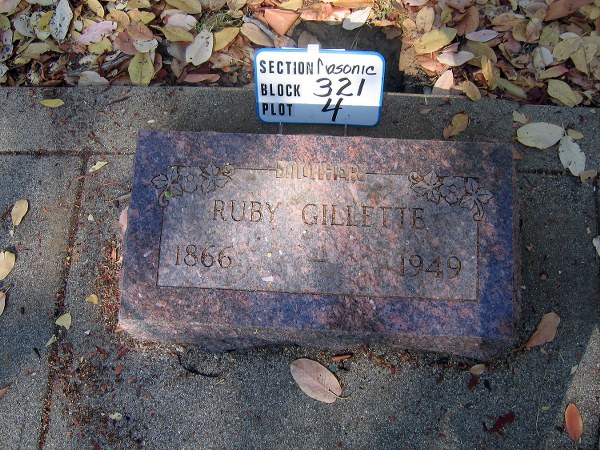 SECTION Masonic
BLOCK 321
PLOT 4
MOTHER
RUBY GILLETTE
1866 – 1949